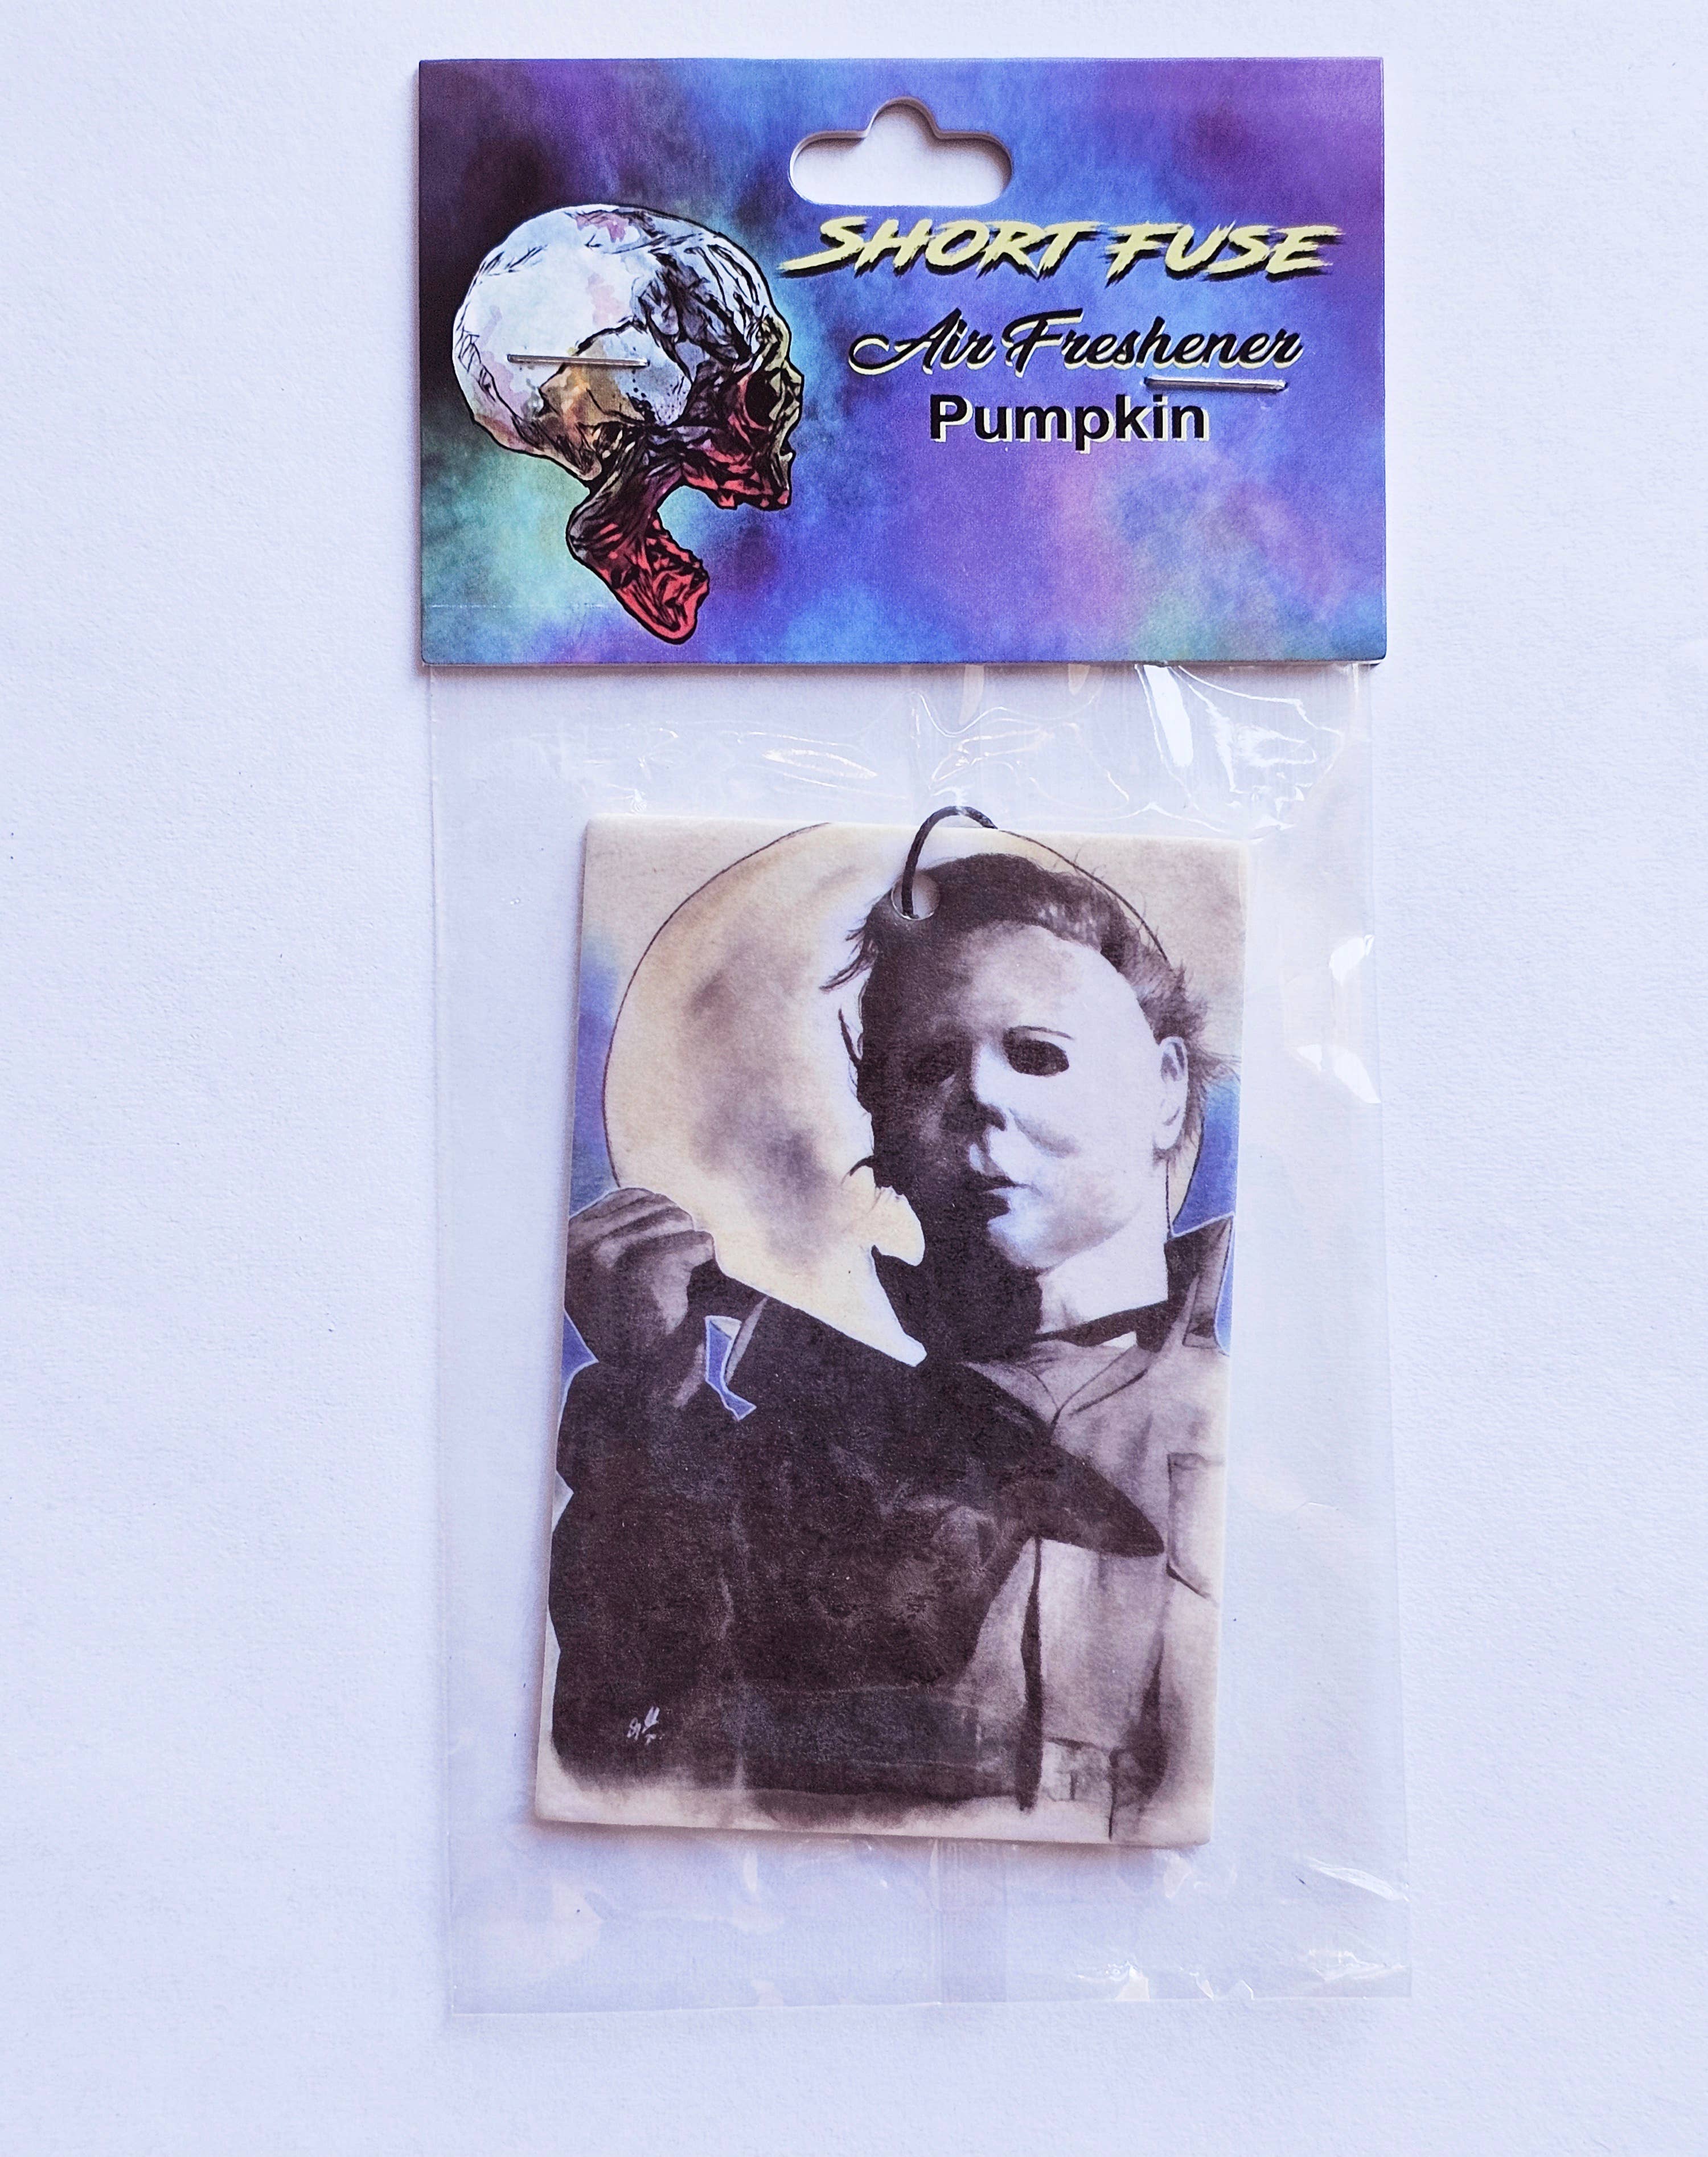 SHORT FUSE
Air Freshener
Pumpkin